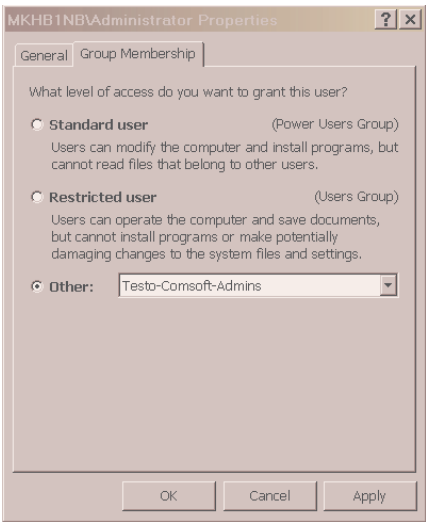 MKHB1NB\Administrator Properties
General Group Membership
What level of access do you want to grant this user?
Standard user (Power Users Group)
Users can modify the computer and install programs, but
cannot read files that belong to other users.
Restricted user (Users Group)
Users can operate the computer and save documents,
but cannot install programs or make potentially
damaging changes to the system files and settings.
Other: Testo-Comsoft-Admins
OK Cancel Apply